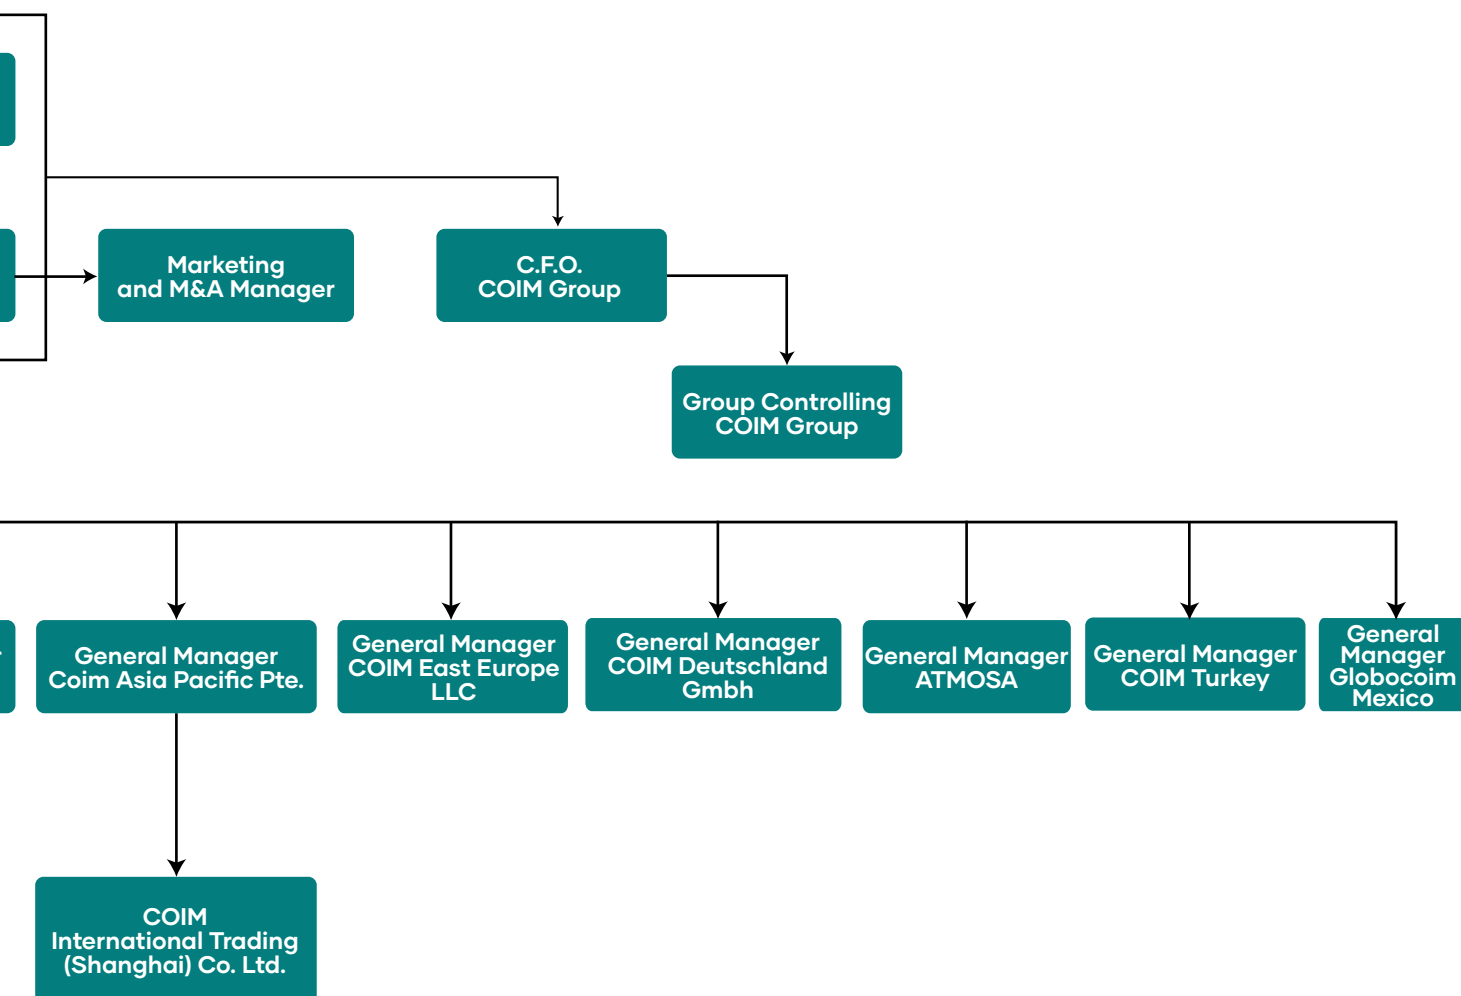 Marketing
and M&A Manager
C.F.O.
COIM Group
Group Controlling
COIM Group
General Manager
Coim Asia Pacific Pte.
General Manager
COIM East Europe
LLC
General Manager
COIM Deutschland
Gmbh
General Manager
ATMOSA
General Manager
COIM Turkey
General
Manager
Globocoim
Mexico
COIM
International Trading
(Shanghai) Co. Ltd.